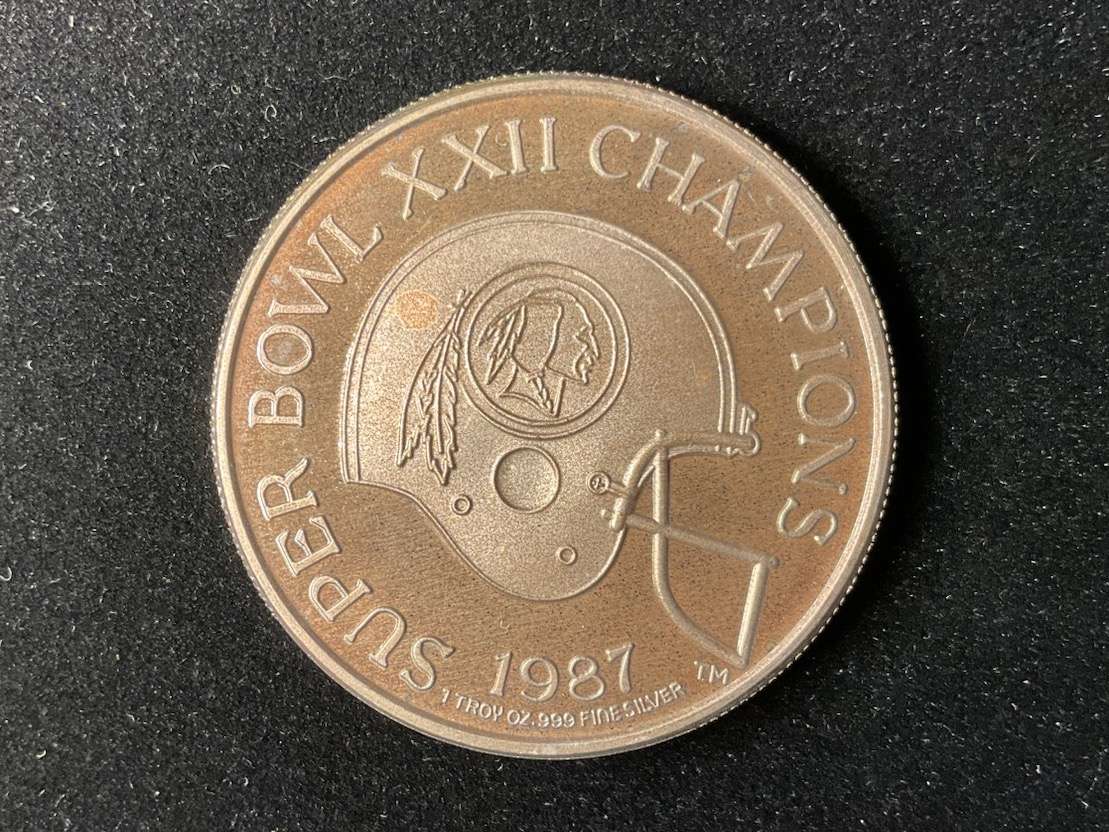 SUPER BOWL XXII CHAMPIONS
1987
1 TROY OZ. .999 FINE SILVER
TM